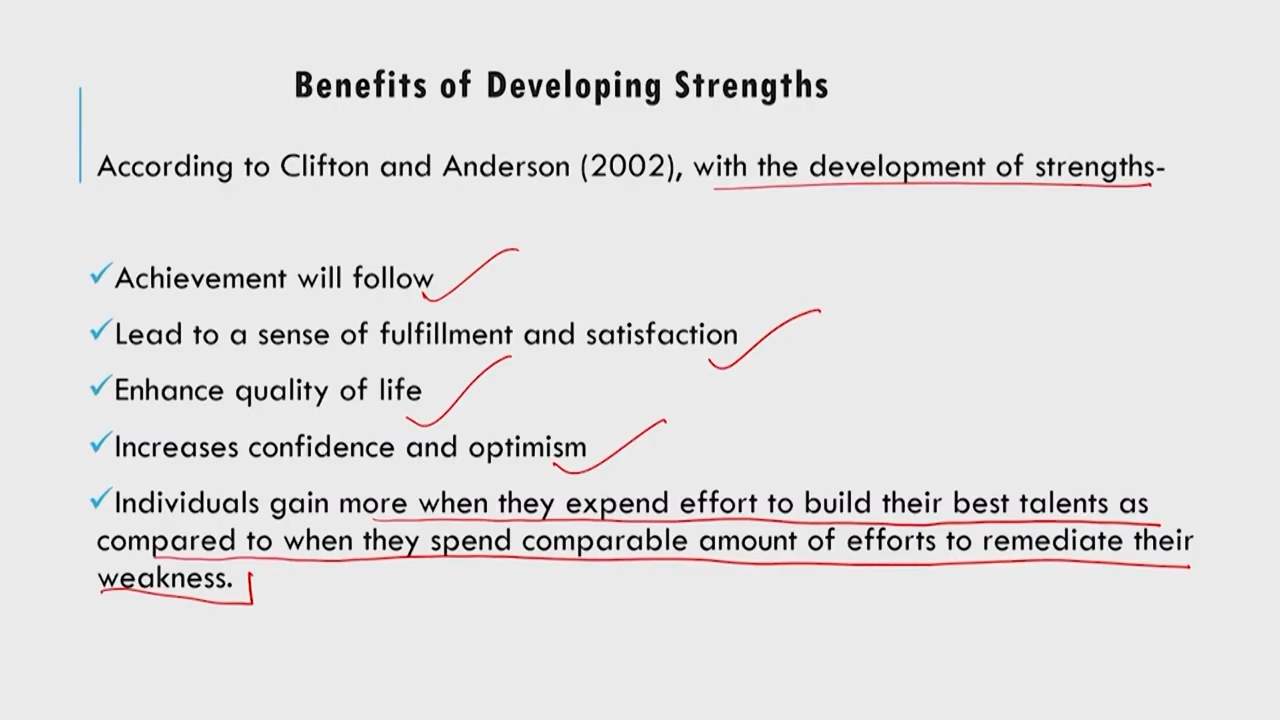 Benefits of Developing Strengths
According to Clifton and Anderson (2002), with the development of strengths-
✓Achievement will follow
✓Lead to a sense of fulfillment and satisfaction
✓Enhance quality of life
✓Increases confidence and optimism
✓Individuals gain more when they expend effort to build their best talents as
compared to when they spend comparable amount of efforts to remediate their
weakness.